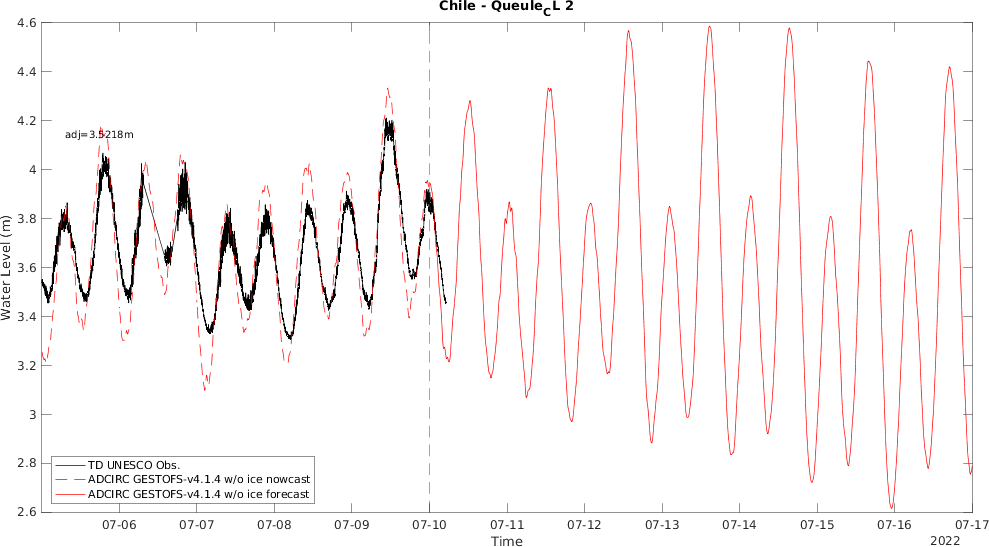 Chile - Queule_CL 2
4.6
4.4
4.2
4
3.8
3.6
3.4
3.2
3
2.8
2.6
Water Level (m)
adj=3.5218m
TD UNESCO Obs.
ADCIRC GESTOFS-v4.1.4 w/o ice nowcast
ADCIRC GESTOFS-v4.1.4 w/o ice forecast
07-06 07-07 07-08 07-09 07-10 07-11 07-12 07-13 07-14 07-15 07-16 07-17
Time
2022